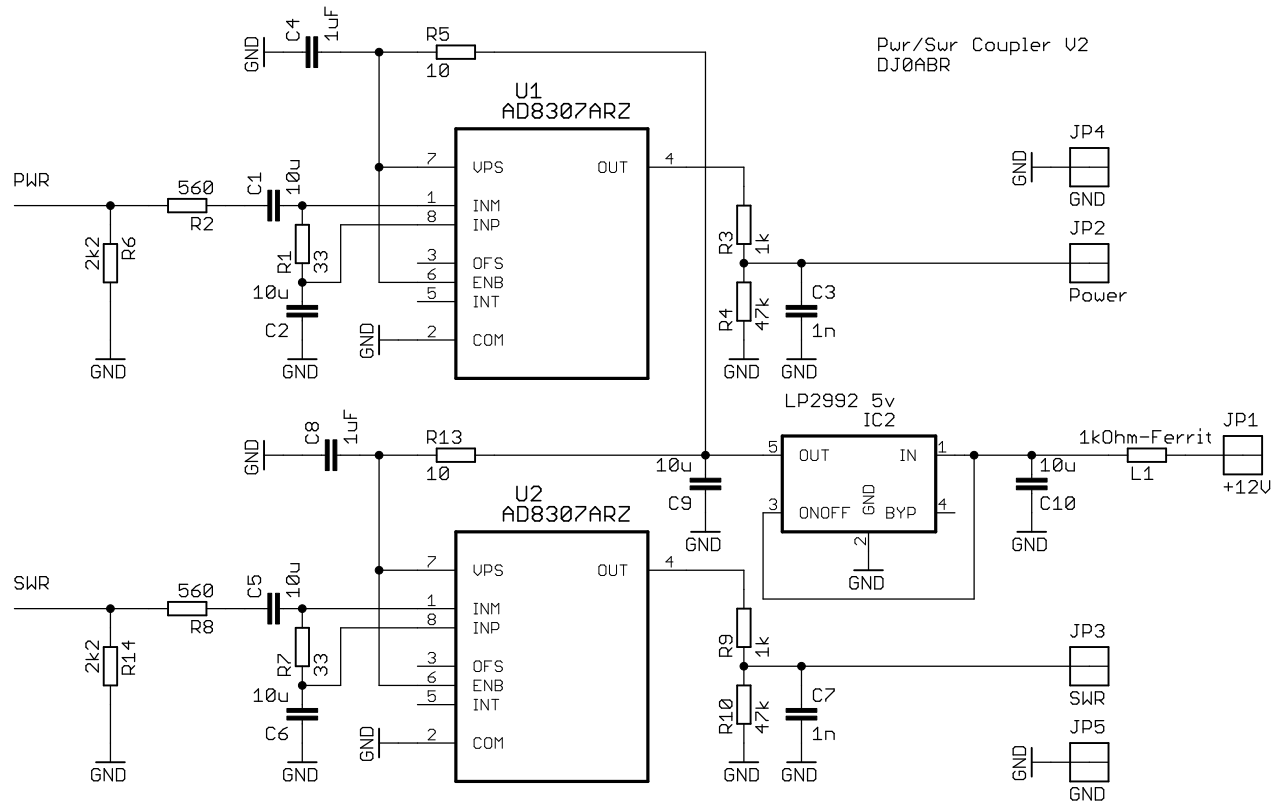 Pwr/Swr Coupler V2
DJ0ABR
GND
C4
1uF
R5
10
U1
AD8307ARZ
7 VPS
OUT 4
1 INM
8 INP
3 OFS
6 ENB
5 INT
2 COM
GND
PWR
2k2
R6
GND
560
R2
C1
10u
R1
33
10u
C2
GND
R3
1k
R4
47k
GND
C3
1n
GND
JP4
GND
GND
JP2
Power
LP2992 5v
IC2
5 OUT
IN 1
3 ONOFF
GND
2
BYP 4
GND
10u
C9
GND
10u
C10
GND
1kOhm-Ferrit
L1
JP1
+12V
GND
C8
1uF
R13
10
U2
AD8307ARZ
7 VPS
OUT 4
1 INM
8 INP
3 OFS
6 ENB
5 INT
2 COM
GND
SWR
2k2
R14
GND
560
R8
C5
10u
R7
33
10u
C6
GND
R9
1k
R10
47k
GND
C7
1n
GND
JP3
SWR
JP5
GND
GND